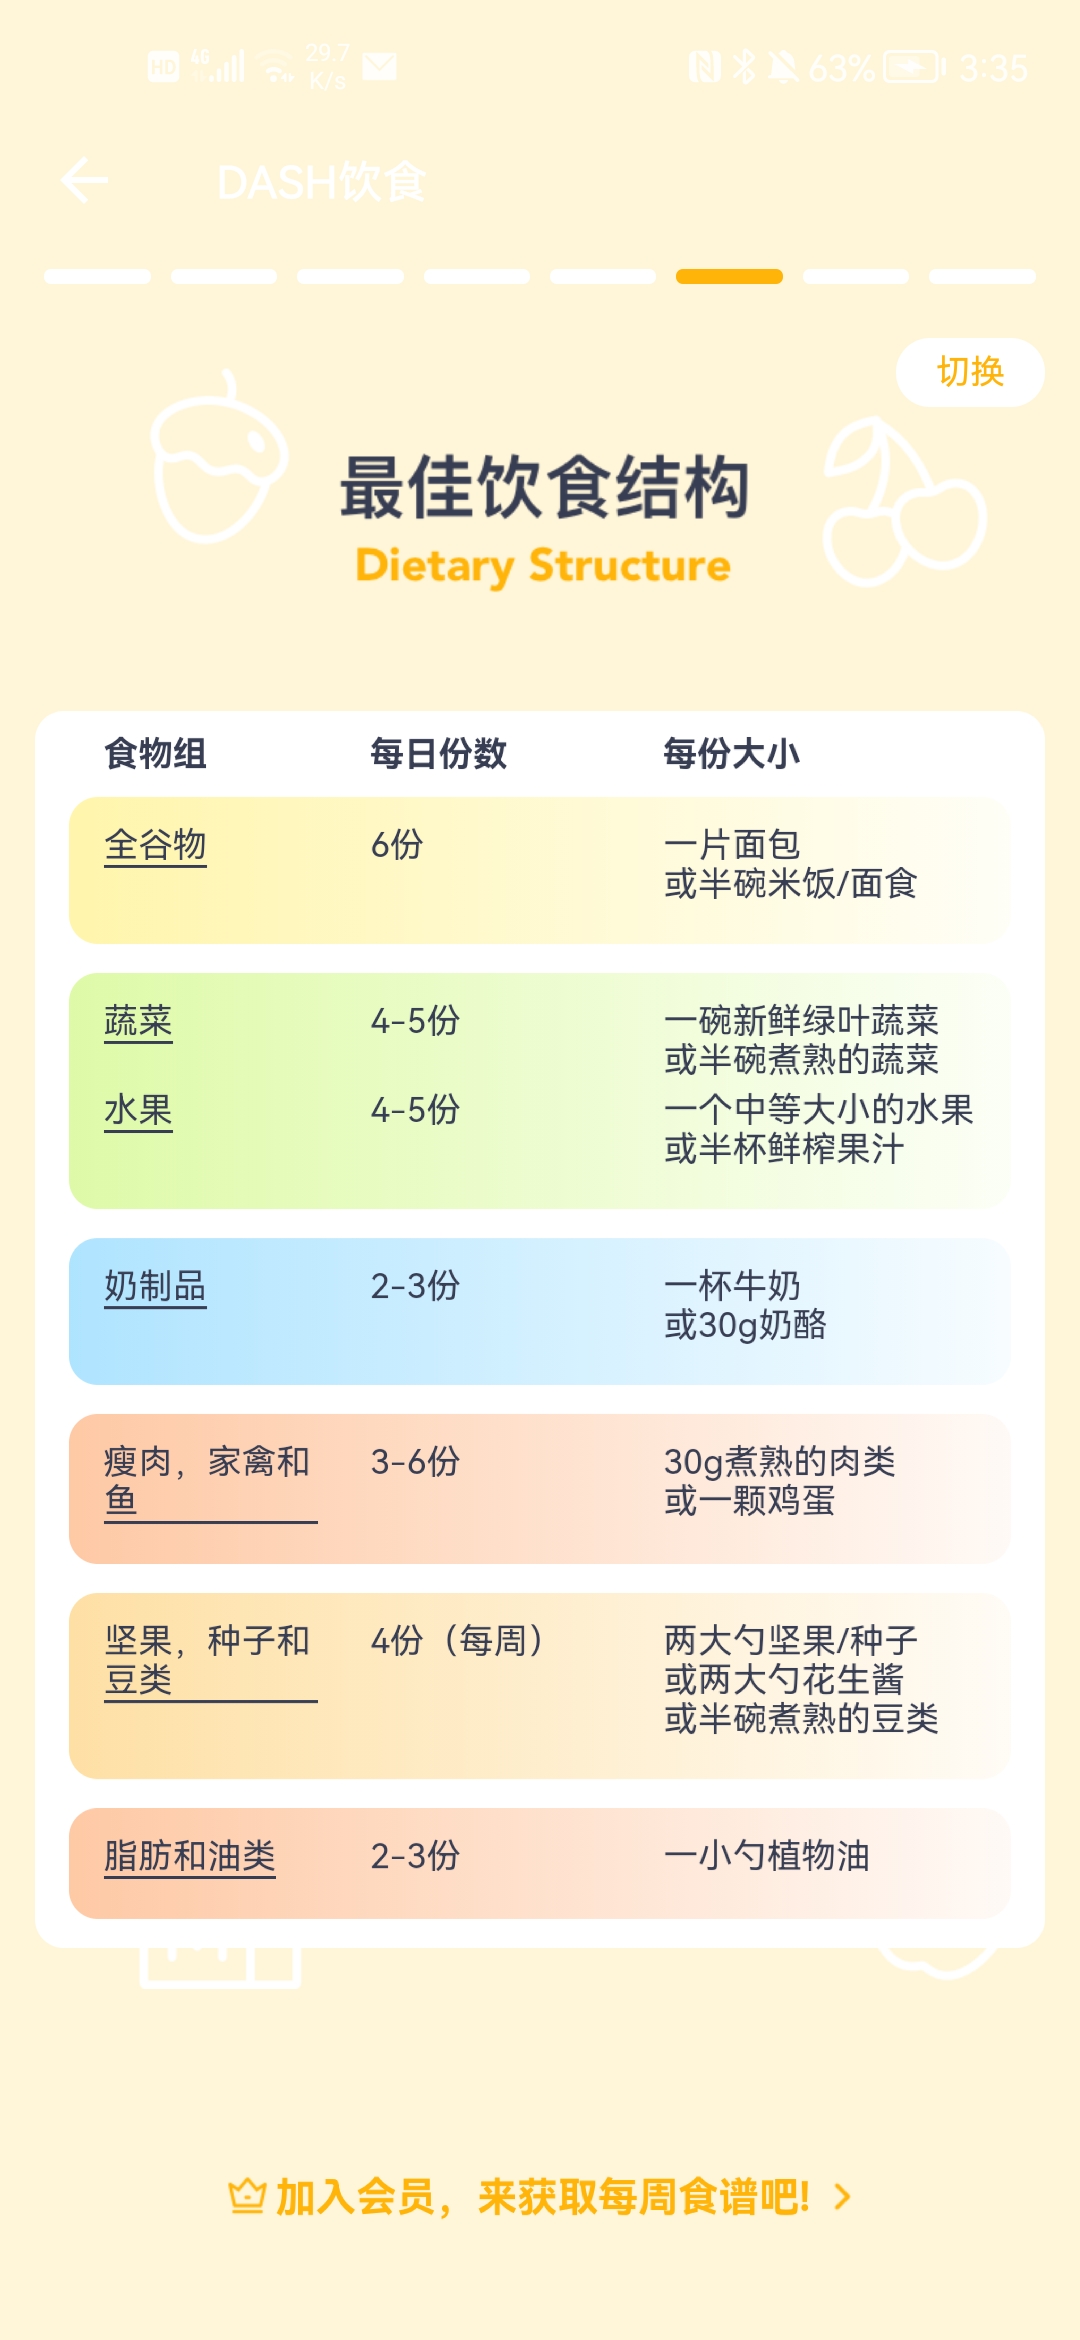 HD 4G 29.7 K/s 63% 3:35
DASH饮食
切换
最佳饮食结构
Dietary Structure
食物组 每日份数 每份大小
全谷物 6份 一片面包
或半碗米饭/面食
蔬菜 4-5份 一碗新鲜绿叶蔬菜
或半碗煮熟的蔬菜
水果 4-5份 一个中等大小的水果
或半杯鲜榨果汁
奶制品 2-3份 一杯牛奶
或30g奶酪
瘦肉，家禽和 3-6份 30g煮熟的肉类
鱼 或一颗鸡蛋
坚果，种子和 4份（每周） 两大勺坚果/种子
豆类 或两大勺花生酱
或半碗煮熟的豆类
脂肪和油类 2-3份 一小勺植物油
加入会员，来获取每周食谱吧!